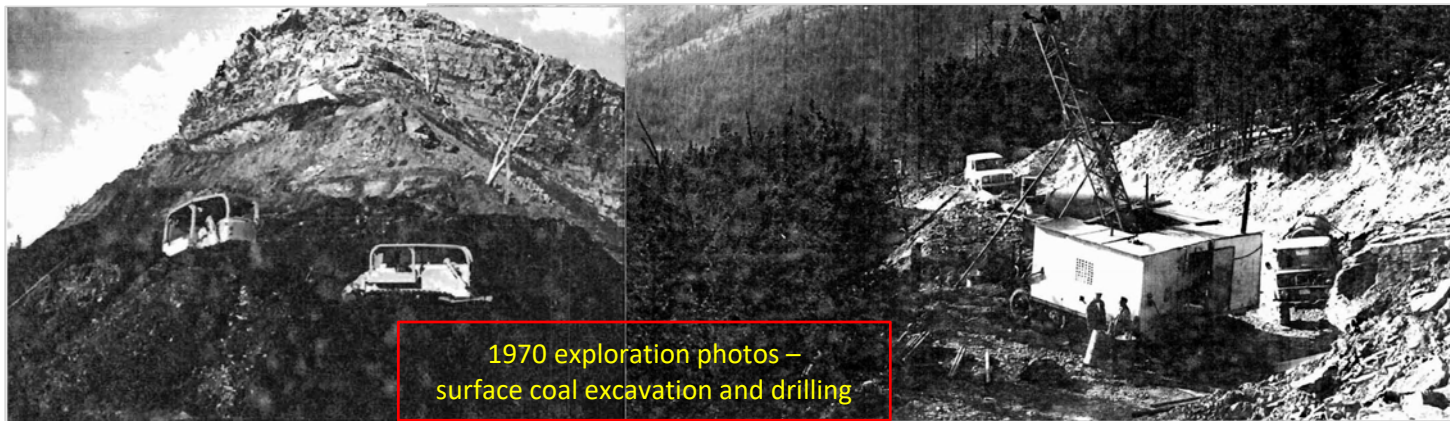 1970 exploration photos –
surface coal excavation and drilling